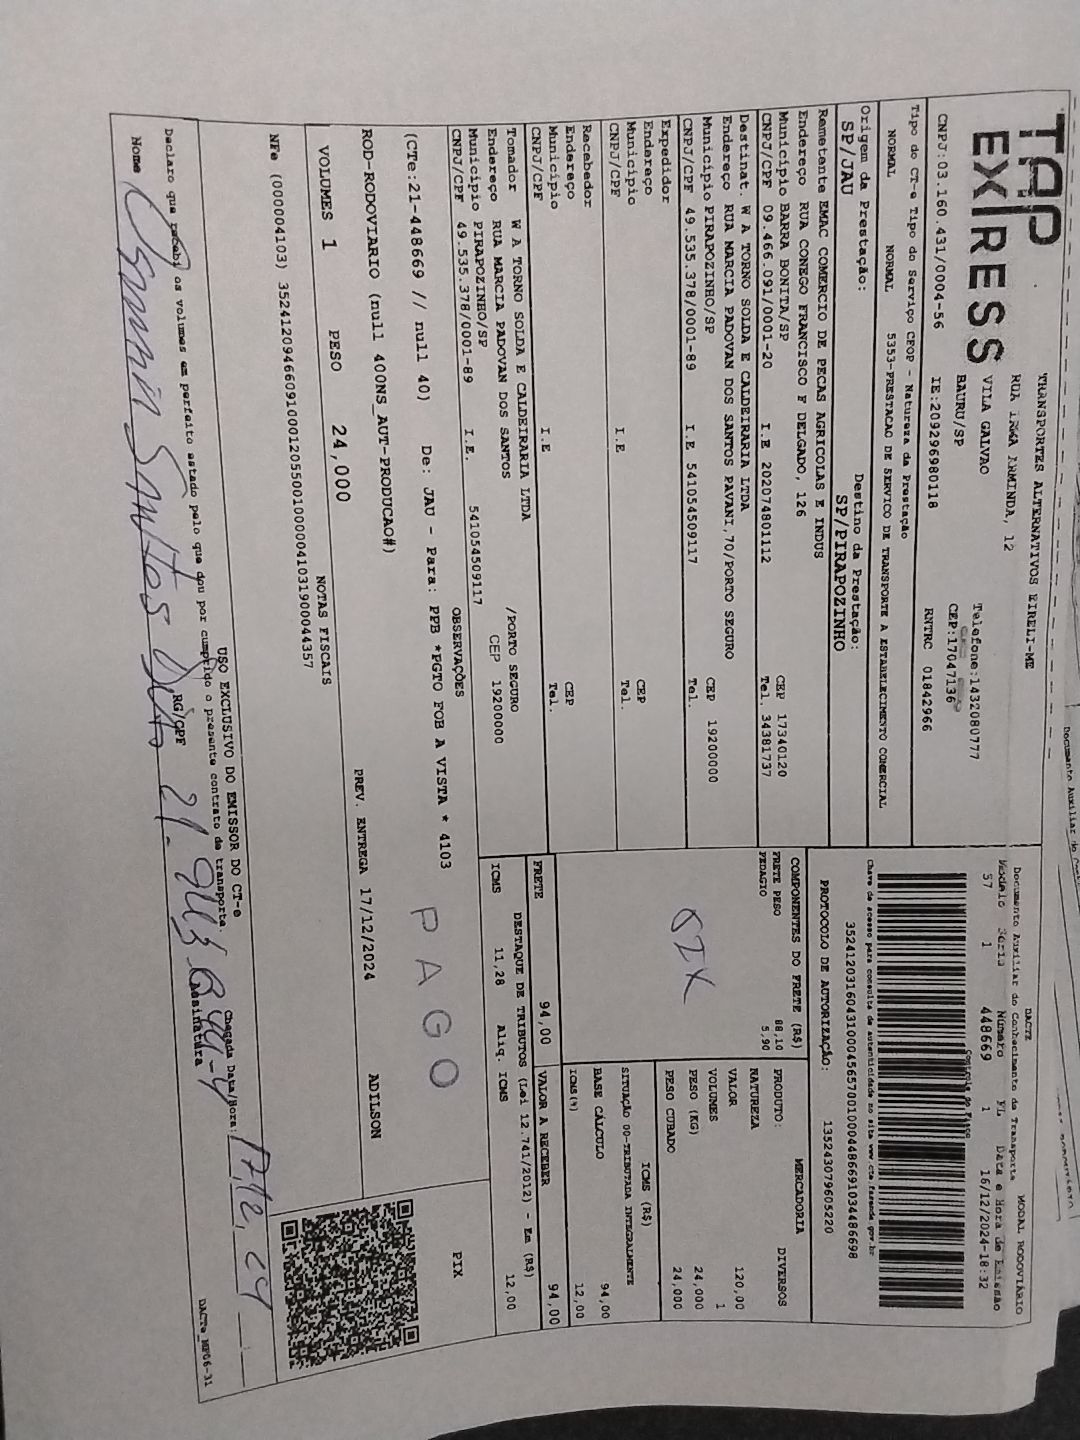 TAP
EXPRESS
TRANSPORTES ALTERNATIVOS EIRELI-ME
RUA IRMA ARMINDA, 12
VILA GALVAO
BAURU/SP
Telefone:1432080777
CEP:17047136
CNPJ:03.160.431/0004-56 IE:209296980118 RNTRC 01842966
Tipo do CT-e Tipo do Serviço CFOP - Natureza da Prestação
NORMAL NORMAL 5353-PRESTACAO DE SERVICO DE TRANSPORTE A ESTABELECIMENTO COMERCIAL
Origem da Prestação: Destino da Prestação:
SP/JAU SP/PIRAPOZINHO
Remetente EMAC COMERCIO DE PECAS AGRICOLAS E INDUS
Endereço RUA CONEGO FRANCISCO F DELGADO, 126
Município BARRA BONITA/SP CEP 17340120
CNPJ/CPF 09.466.091/0001-20 I.E 202074801112 Tel. 34381737
Destinat. W A TORNO SOLDA E CALDEIRARIA LTDA
Endereço RUA MARCIA PADOVAN DOS SANTOS PAVANI,70/PORTO SEGURO
Município PIRAPOZINHO/SP CEP 19200000
CNPJ/CPF 49.535.378/0001-89 I.E 541054509117 Tel.
Expedidor
Endereço
Município CEP
CNPJ/CPF I.E Tel.
Recebedor
Endereço
Município CEP
CNPJ/CPF I.E Tel.
Tomador W A TORNO SOLDA E CALDEIRARIA LTDA
Endereço RUA MARCIA PADOVAN DOS SANTOS /PORTO SEGURO
Município PIRAPOZINHO/SP CEP 19200000
CNPJ/CPF 49.535.378/0001-89 I.E. 541054509117
DACTE MODAL RODOVIÁRIO
Documento Auxiliar do Conhecimento de Transporte
Modelo Serie Número FL Data e Hora de Emissão
57 1 448669 1 16/12/2024-18:32
Controle do Fisco
Chave de acesso para consulta de autenticidade no site www.cte.fazenda.gov.br
35241203160431000456570010004486691034486698
PROTOCOLO DE AUTORIZAÇÃO: 135243079605220
COMPONENTES DO FRETE (R$)
FRETE PESO 88,10
PEDAGIO 5,90
PIX
MERCADORIA
PRODUTO: DIVERSOS
NATUREZA
VALOR 120,00
VOLUMES 1
PESO (KG) 24,000
PESO CUBADO 24,000
ICMS (R$)
SITUAÇÃO 00-TRIBUTADA INTEGRALMENTE
BASE CÁLCULO 94,00
ICMS(%) 12,00
FRETE 94,00 VALOR A RECEBER 94,00
DESTAQUE DE TRIBUTOS (Lei 12.741/2012) - Em (R$)
ICMS 11,28 Aliq. ICMS 12,00
OBSERVAÇÕES
(CTe:21-448669 // null 40) De: JAU - Para: PPB *PGTO FOB A VISTA * 4103
PIX
PAGO
ROD-RODOVIARIO (null 400NS_AUT-PRODUCAO#)
PREV. ENTREGA 17/12/2024 ADILSON
VOLUMES 1 PESO 24,000
NOTAS FISCAIS
NFe (000004103) 35241209466091000120550010000041031900044357
USO EXCLUSIVO DO EMISSOR DO CT-e
Declaro que recebi os volumes em perfeito estado pelo que dou por cumprido o presente contrato de transporte.
Chegada Data/Hora: 17,12,24
Nome RG/CPF Assinatura
DACTe MF06-31
Documento Auxiliar do